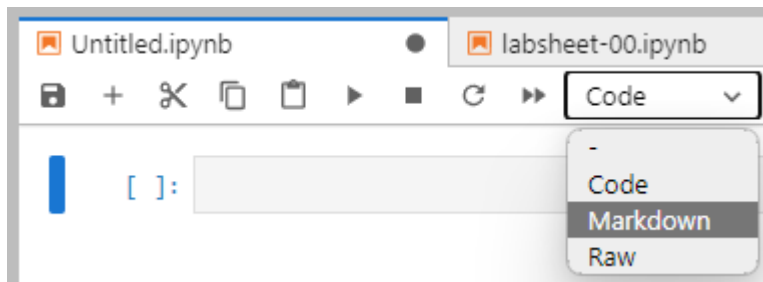 Untitled.ipynb
labsheet-00.ipynb
Code
[ ]:
-
Code
Markdown
Raw